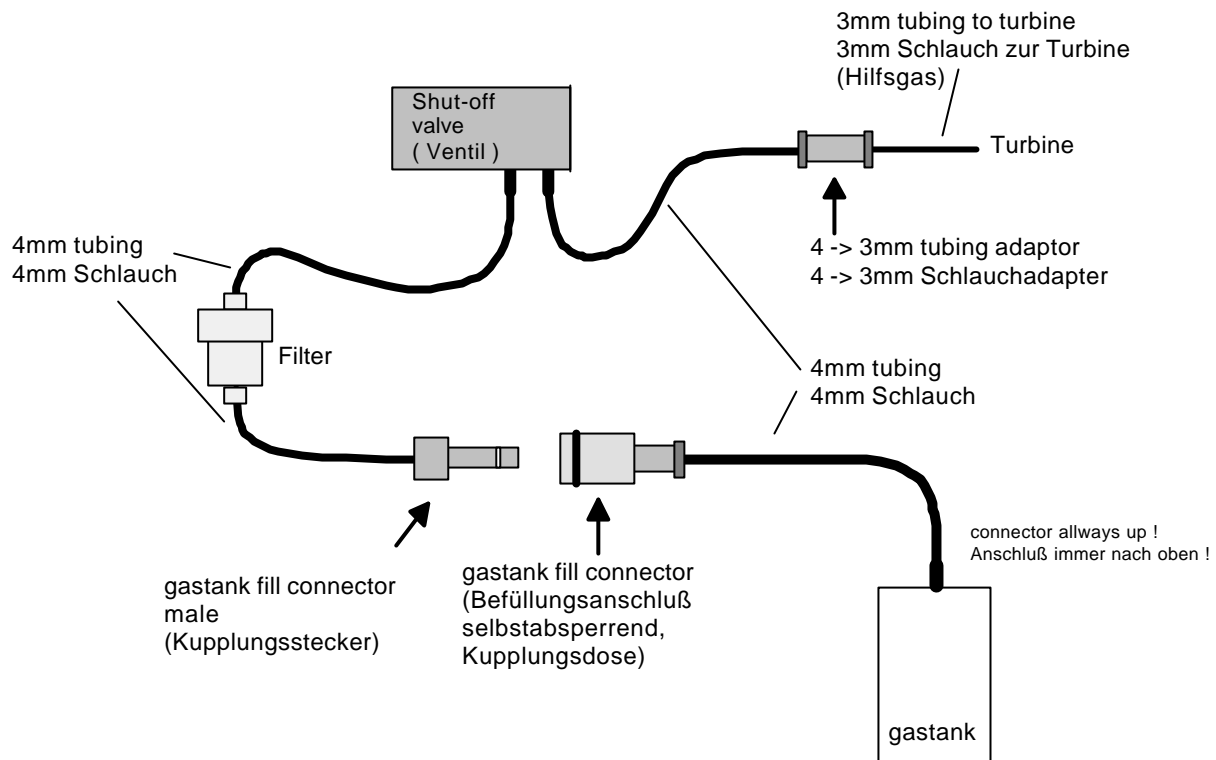 3mm tubing to turbine
3mm Schlauch zur Turbine
(Hilfsgas)
Shut-off
valve
( Ventil )
Turbine
4mm tubing
4mm Schlauch
4 -> 3mm tubing adaptor
4 -> 3mm Schlauchadapter
Filter
4mm tubing
4mm Schlauch
connector allways up !
Anschluß immer nach oben !
gastank fill connector
male
(Kupplungsstecker)
gastank fill connector
(Befüllungsanschluß
selbstabsperrend,
Kupplungsdose)
gastank